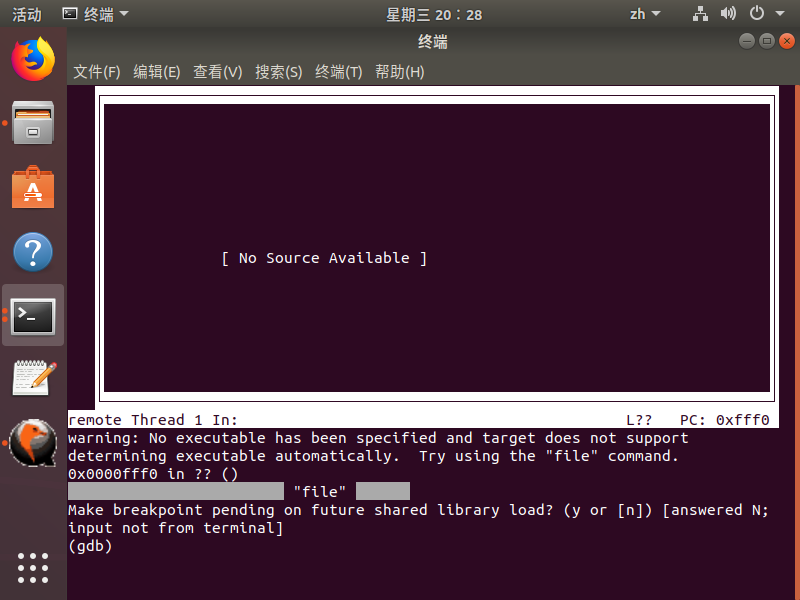 活动 终端 星期三 20：28 zh
终端
文件(F) 编辑(E) 查看(V) 搜索(S) 终端(T) 帮助(H)
[ No Source Available ]
remote Thread 1 In: L?? PC: 0xfff0
warning: No executable has been specified and target does not support
determining executable automatically.  Try using the "file" command.
0x0000fff0 in ?? ()
"file"
Make breakpoint pending on future shared library load? (y or [n]) [answered N;
input not from terminal]
(gdb)